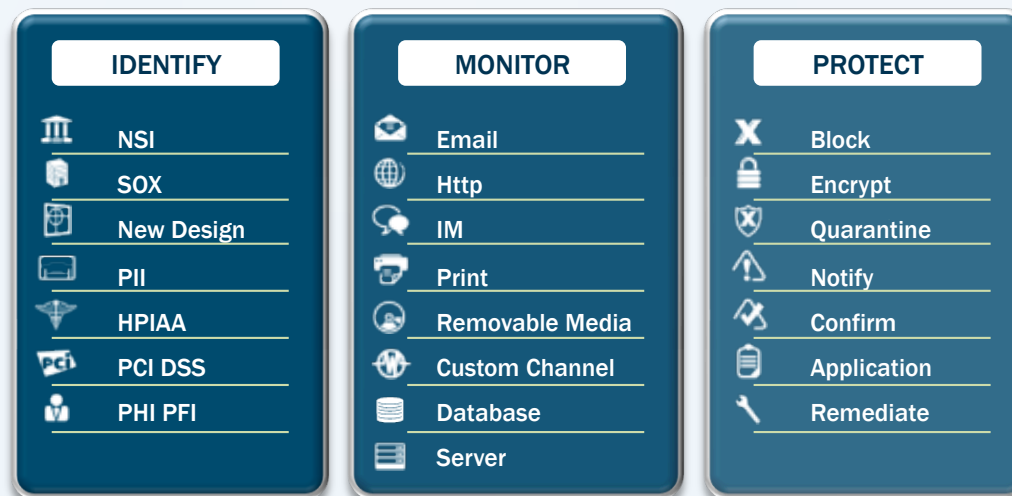 IDENTIFY
NSI
SOX
New Design
PII
HPIAA
PCI
PCI DSS
PHI PFI
MONITOR
Email
Http
IM
Print
Removable Media
Custom Channel
Database
Server
PROTECT
Block
Encrypt
Quarantine
Notify
Confirm
Application
Remediate